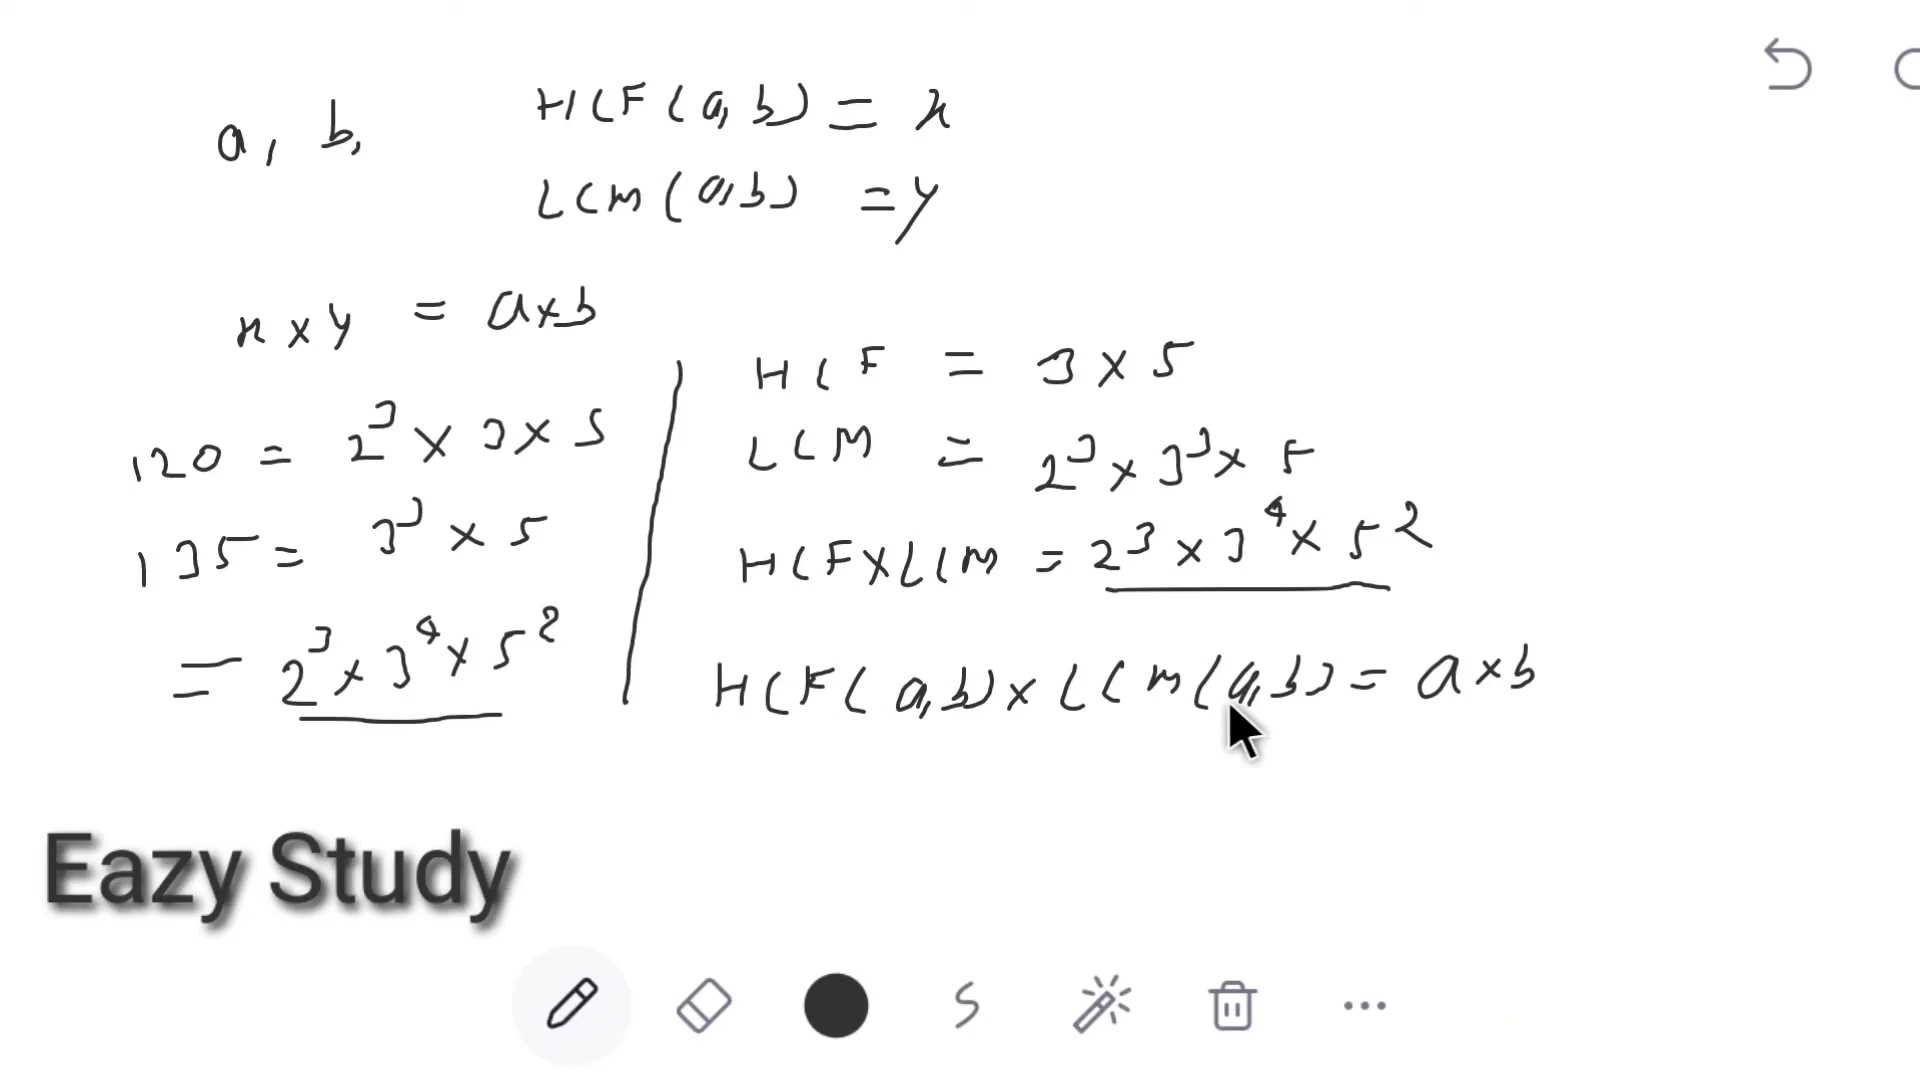 a, b,
HCF(a,b) = x
LCM(a,b) = y
x × y = a×b
120 = 2³ × 3 × 5
135 = 3³ × 5
= 2³ × 3⁴ × 5²
HCF = 3 × 5
LCM = 2³ × 3³ × 5
HCF×LCM = 2³ × 3⁴ × 5²
HCF(a,b) × LCM(a,b) = a × b
Eazy Study